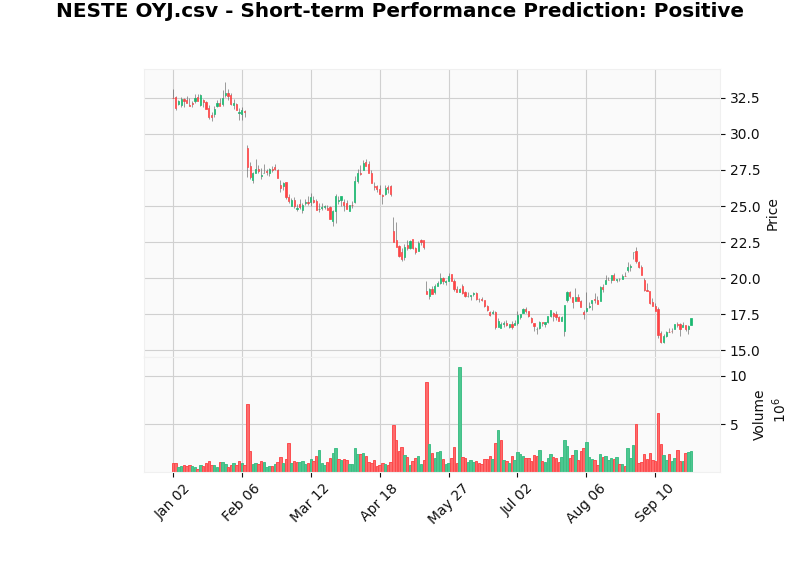 NESTE OYJ.csv - Short-term Performance Prediction: Positive
32.5
30.0
27.5
25.0
22.5
20.0
17.5
15.0
Price
10
5
Volume
10^6
Jan 02
Feb 06
Mar 12
Apr 18
May 27
Jul 02
Aug 06
Sep 10